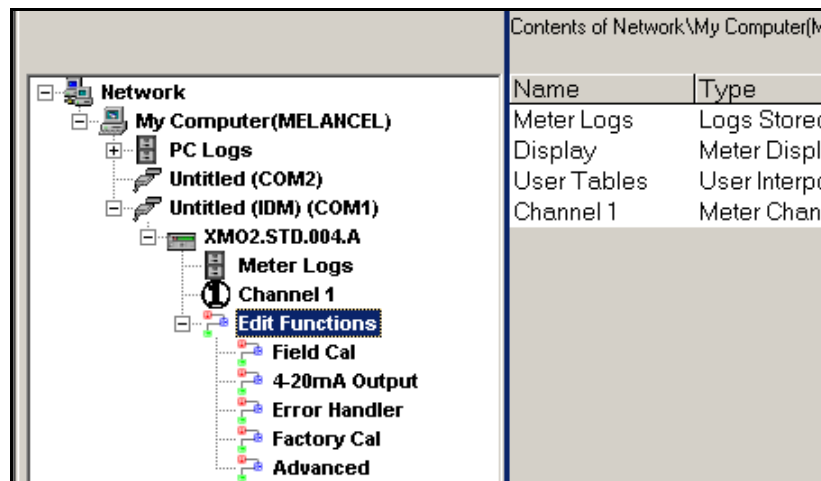 Contents of Network\My Computer(M
Network
My Computer(MELANCEL)
PC Logs
Untitled (COM2)
Untitled (IDM) (COM1)
XMO2.STD.004.A
Meter Logs
1 Channel 1
Edit Functions
Field Cal
4-20mA Output
Error Handler
Factory Cal
Advanced
Name Type
Meter Logs Logs Stored
Display Meter Displ
User Tables User Interpo
Channel 1 Meter Chan